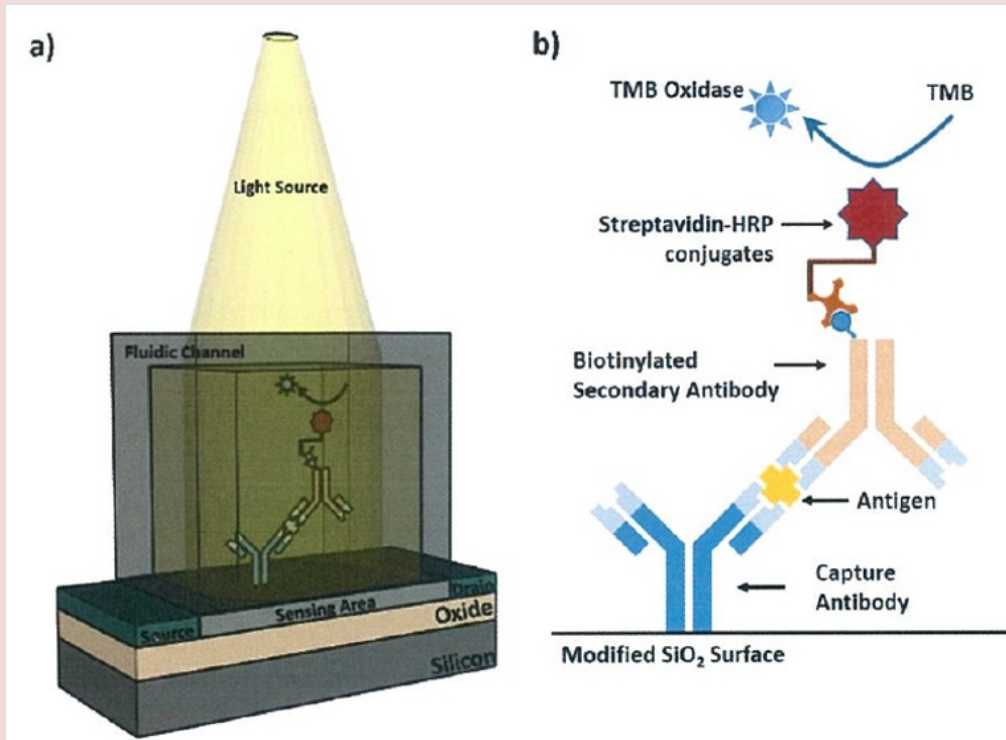 a)
Light Source
Fluidic Channel
Source
Sensing Area
Drain
Oxide
Silicon
b)
TMB Oxidase
TMB
Streptavidin-HRP
conjugates
Biotinylated
Secondary Antibody
Antigen
Capture
Antibody
Modified SiO₂ Surface